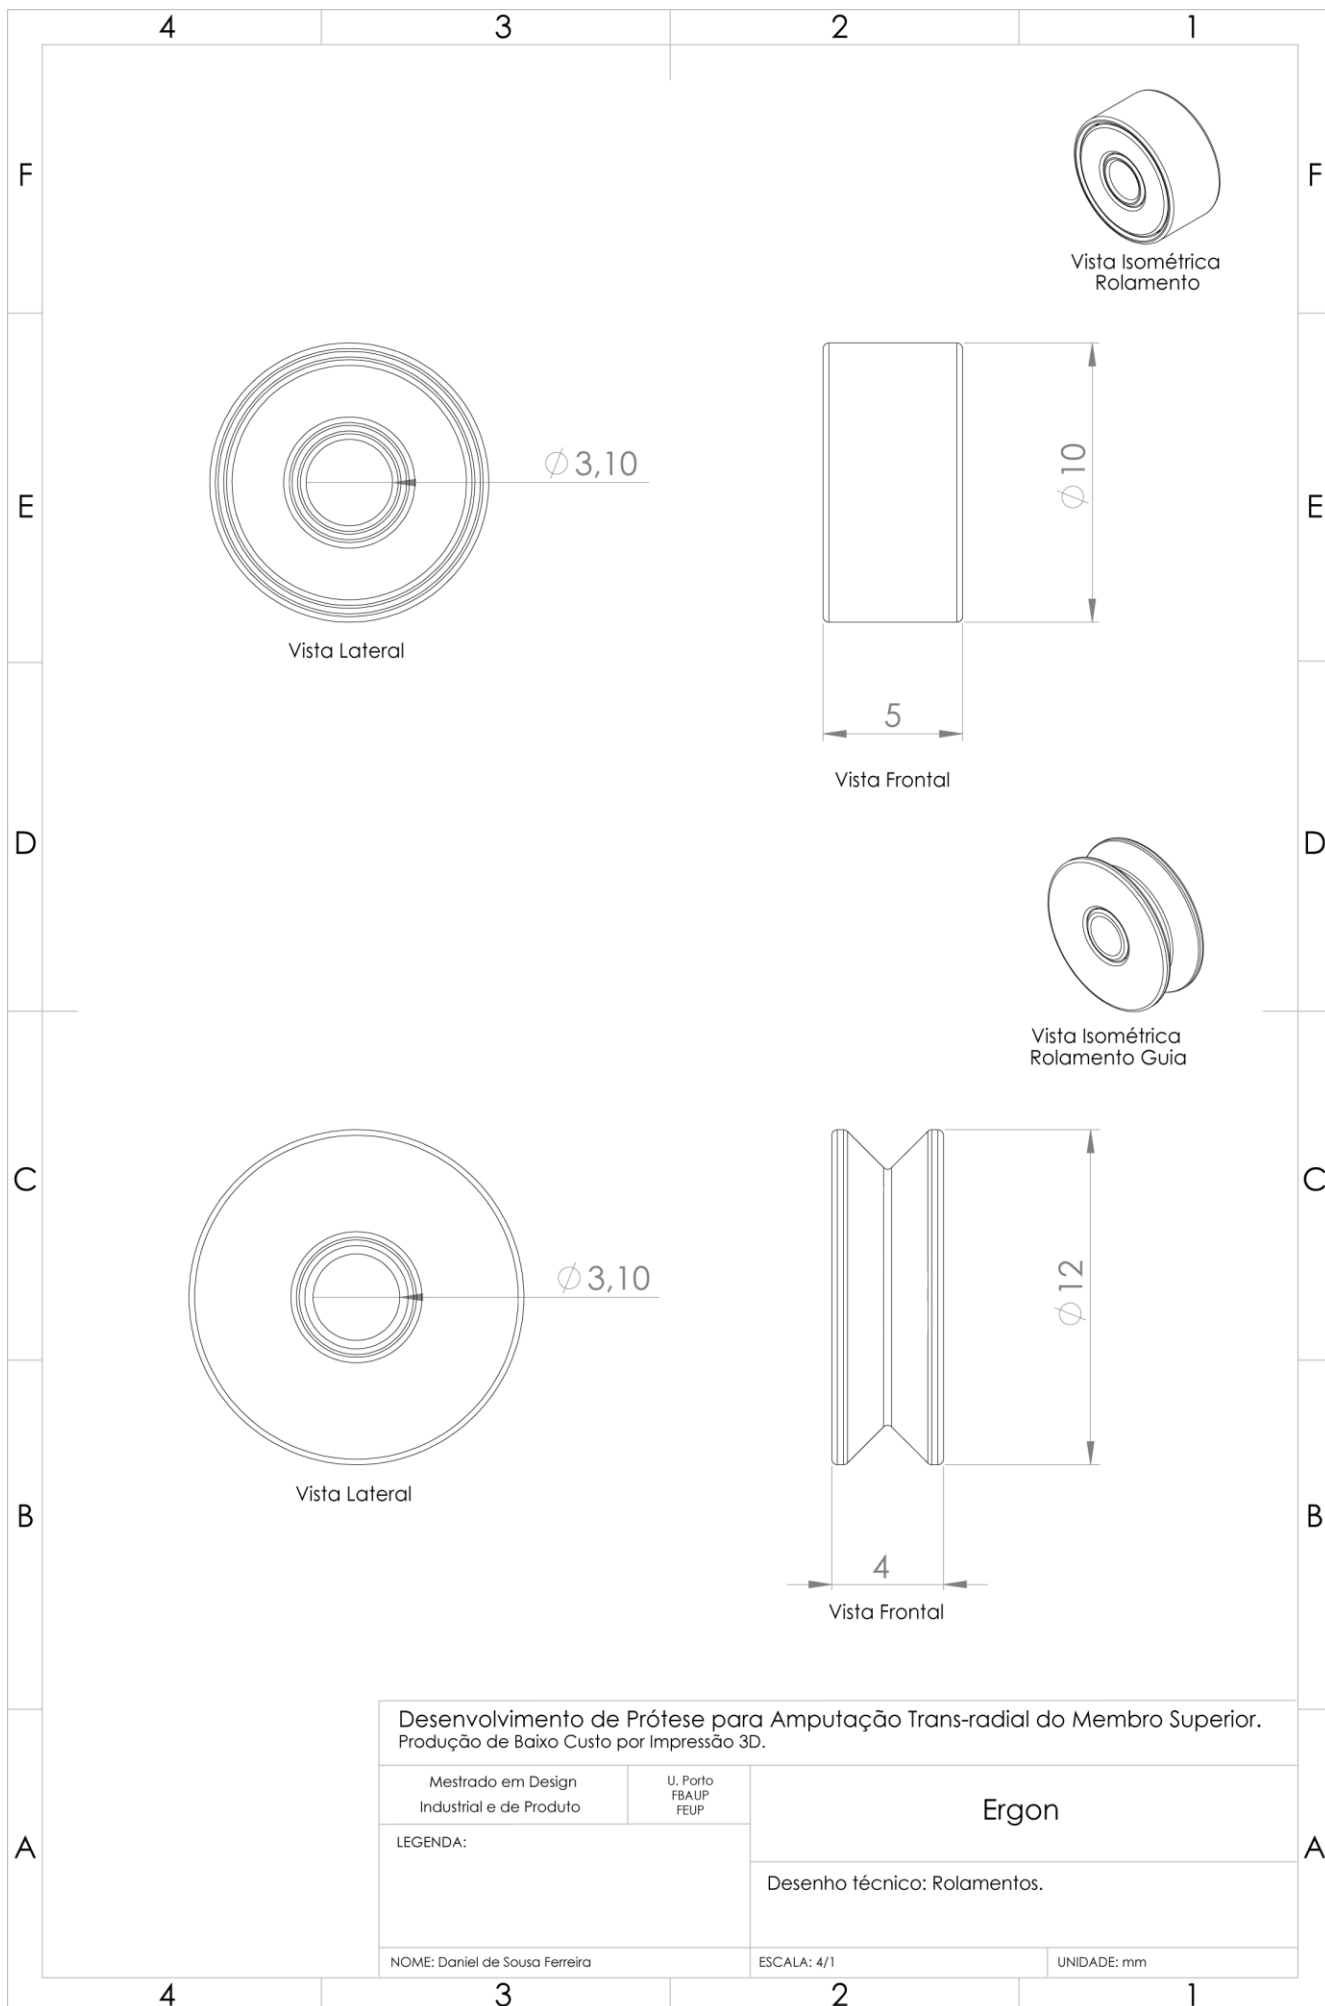 4 3 2 1
F F
Vista Isométrica
Rolamento
∅ 3,10
∅ 10
E E
Vista Lateral
5
Vista Frontal
D D
Vista Isométrica
Rolamento Guia
C C
∅ 3,10
∅ 12
Vista Lateral
B B
4
Vista Frontal
Desenvolvimento de Prótese para Amputação Trans-radial do Membro Superior.
Produção de Baixo Custo por Impressão 3D.
Mestrado em Design
Industrial e de Produto
U. Porto
FBAUP
FEUP
Ergon
LEGENDA:
A A
Desenho técnico: Rolamentos.
NOME: Daniel de Sousa Ferreira
ESCALA: 4/1
UNIDADE: mm
4 3 2 1